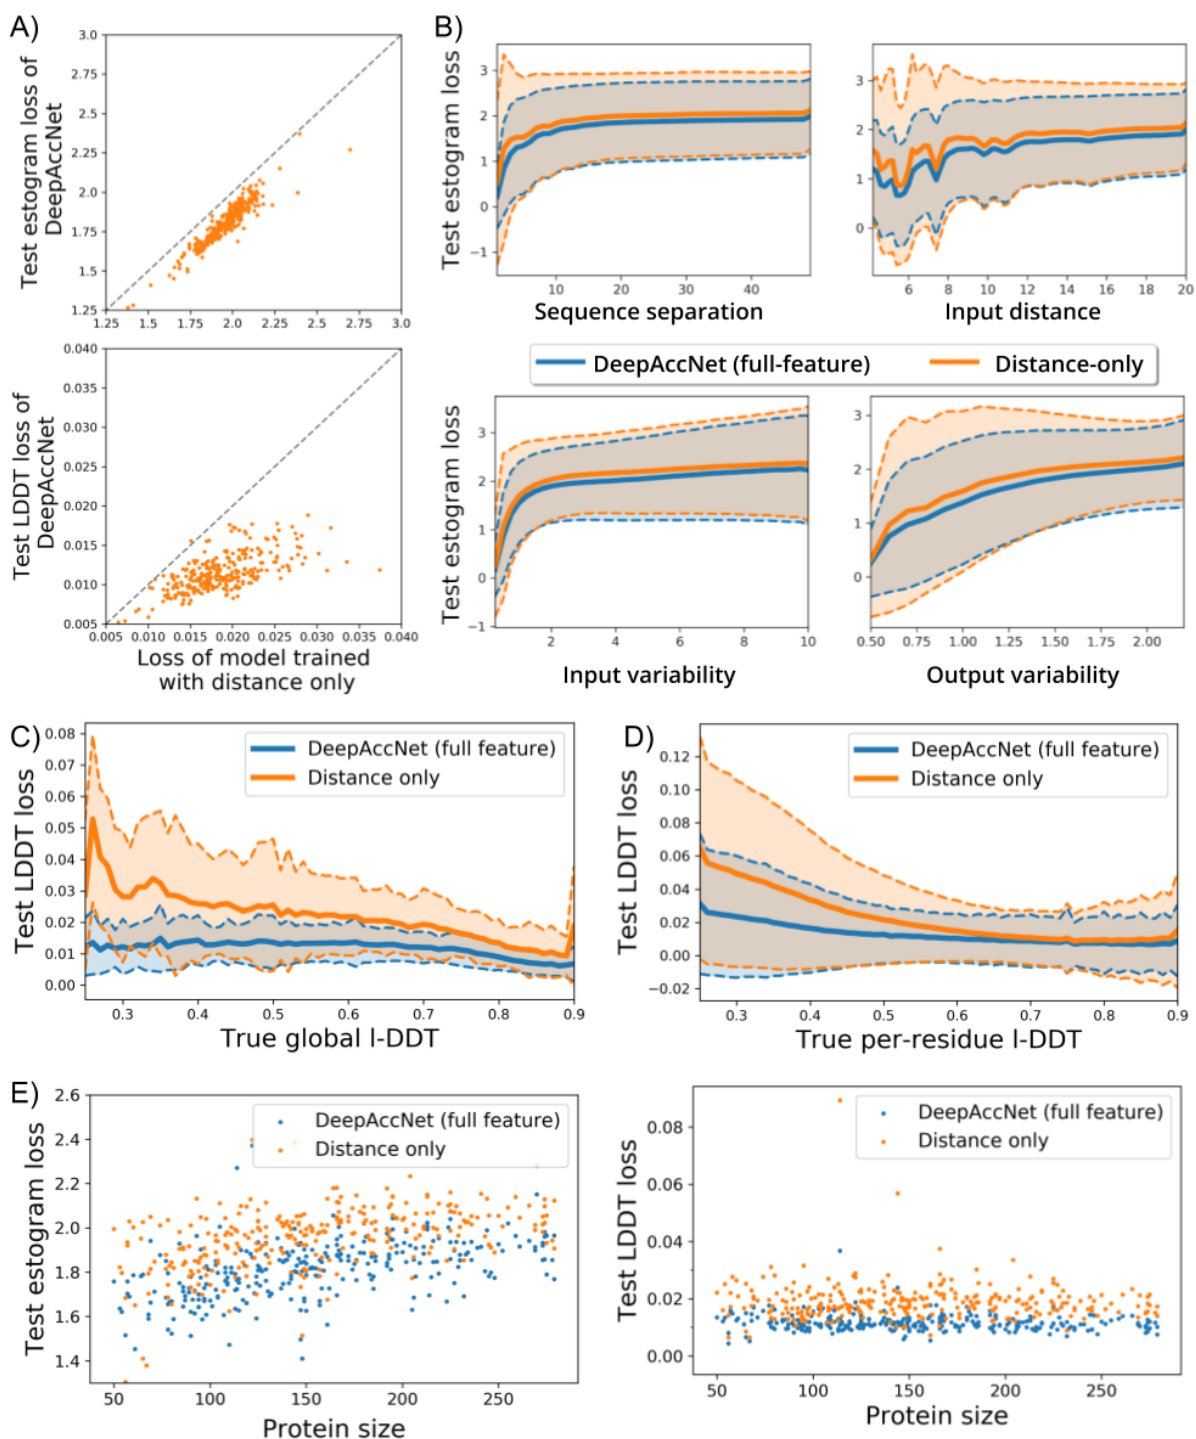 A)
Test estogram loss of
DeepAccNet
3.0
2.75
2.5
2.25
2.0
1.75
1.5
1.25
1.25 1.5 1.75 2.0 2.25 2.5 2.75 3.0
Test LDDT loss of
DeepAccNet
0.040
0.035
0.030
0.025
0.020
0.015
0.010
0.005
0.005 0.010 0.015 0.020 0.025 0.030 0.035 0.040
Loss of model trained
with distance only
B)
Test estogram loss
3
2
1
0
−1
10 20 30 40
Sequence separation
3
2
1
0
6 8 10 12 14 16 18 20
Input distance
DeepAccNet (full-feature) Distance-only
Test estogram loss
3
2
1
0
−1
2 4 6 8 10
Input variability
3
2
1
0
0.50 0.75 1.00 1.25 1.50 1.75 2.00
Output variability
C)
Test LDDT loss
0.08
0.07
0.06
0.05
0.04
0.03
0.02
0.01
0.00
DeepAccNet (full feature)
Distance only
0.3 0.4 0.5 0.6 0.7 0.8 0.9
True global l-DDT
D)
Test LDDT loss
0.12
0.10
0.08
0.06
0.04
0.02
0.00
−0.02
DeepAccNet (full feature)
Distance only
0.3 0.4 0.5 0.6 0.7 0.8 0.9
True per-residue l-DDT
E)
Test estogram loss
2.6
2.4
2.2
2.0
1.8
1.6
1.4
DeepAccNet (full feature)
Distance only
50 100 150 200 250
Protein size
Test LDDT loss
0.08
0.06
0.04
0.02
0.00
DeepAccNet (full feature)
Distance only
50 100 150 200 250
Protein size